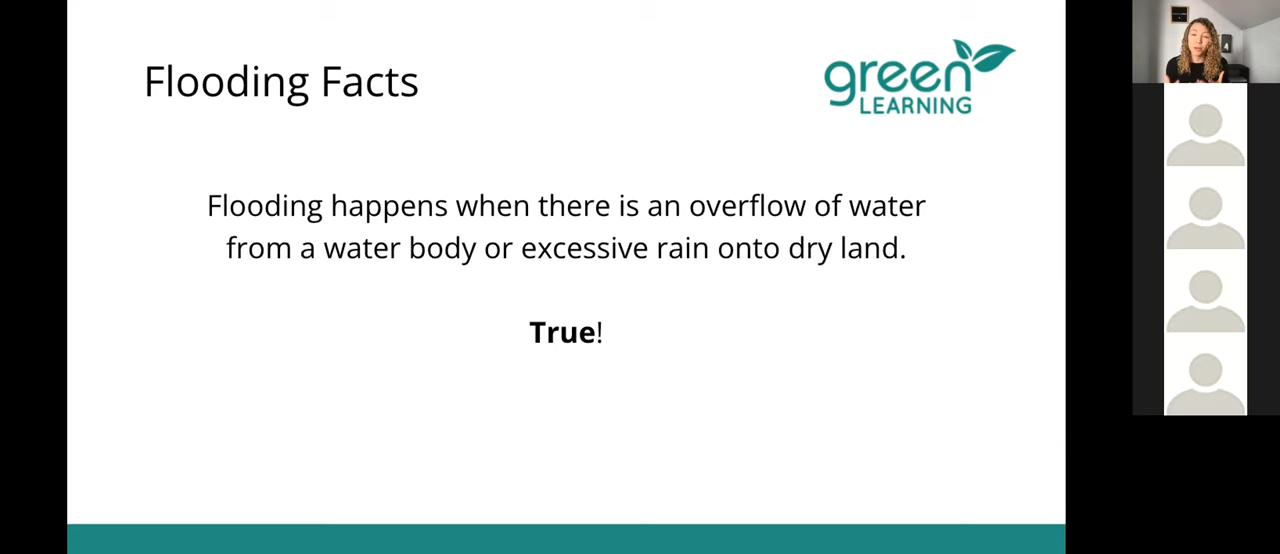 Flooding Facts
green
LEARNING
Flooding happens when there is an overflow of water
from a water body or excessive rain onto dry land.
True!